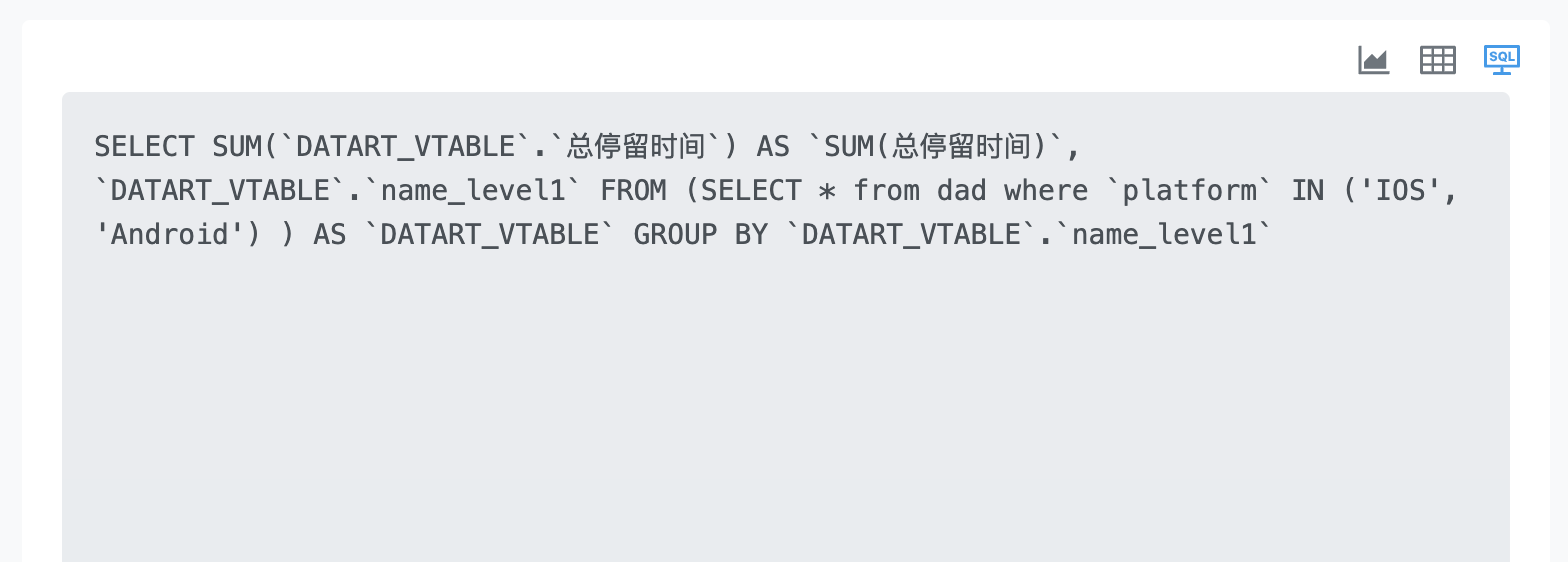 SQL
SELECT SUM(`DATART_VTABLE`.`总停留时间`) AS `SUM(总停留时间)`,
`DATART_VTABLE`.`name_level1` FROM (SELECT * from dad where `platform` IN ('IOS',
'Android') ) AS `DATART_VTABLE` GROUP BY `DATART_VTABLE`.`name_level1`